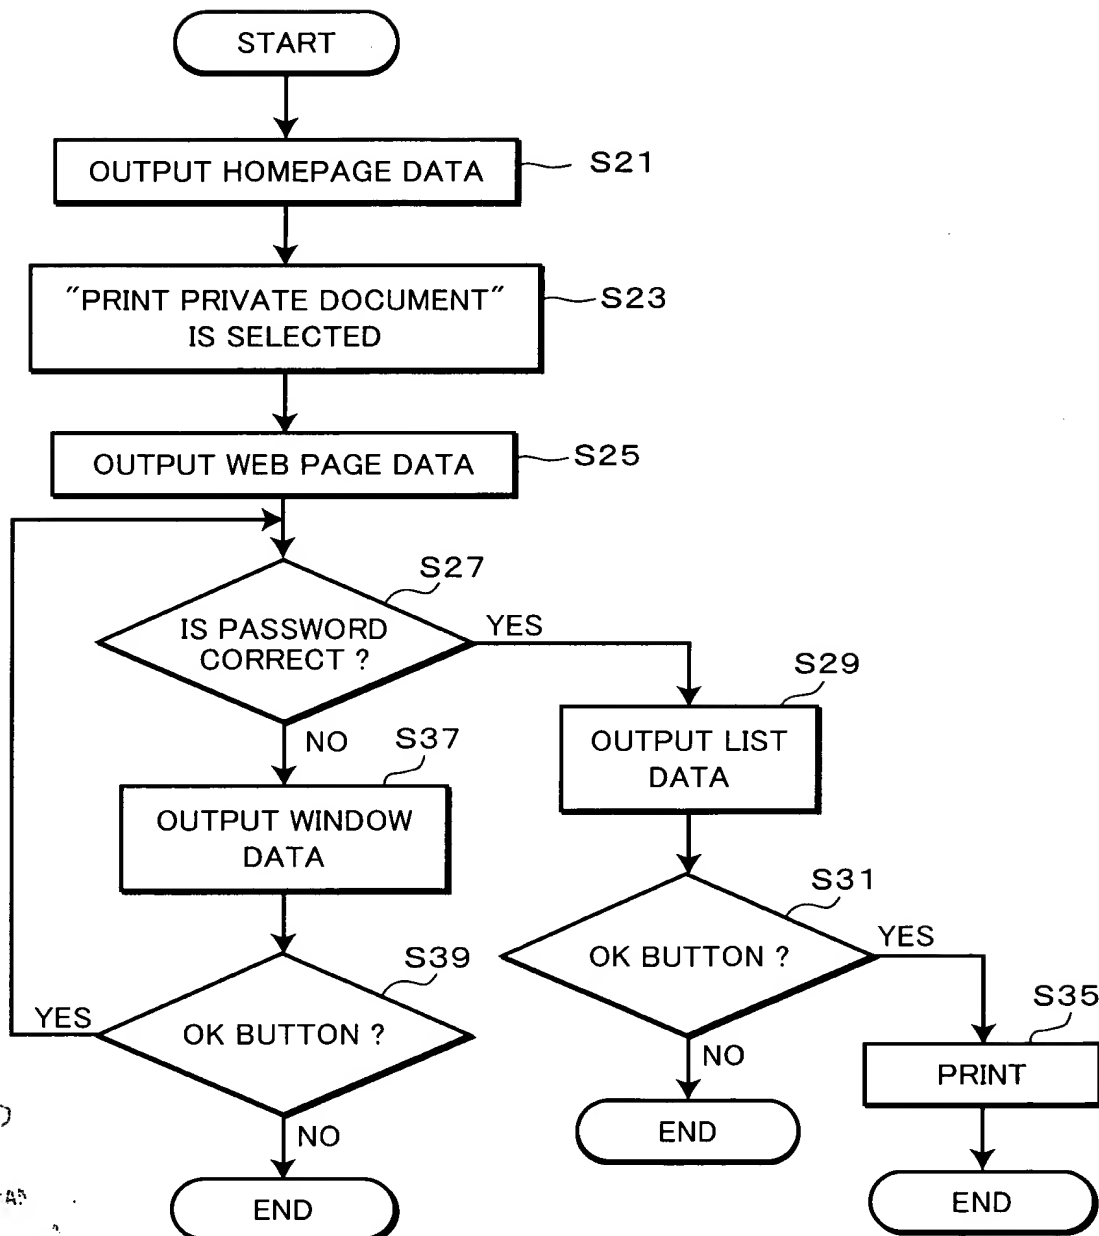 START
OUTPUT HOMEPAGE DATA
S21
"PRINT PRIVATE DOCUMENT"
IS SELECTED
S23
OUTPUT WEB PAGE DATA
S25
S27
IS PASSWORD
CORRECT ?
YES
NO
S29
OUTPUT LIST
DATA
S37
OUTPUT WINDOW
DATA
S31
OK BUTTON ?
YES
NO
S39
OK BUTTON ?
YES
NO
S35
PRINT
END
END
END